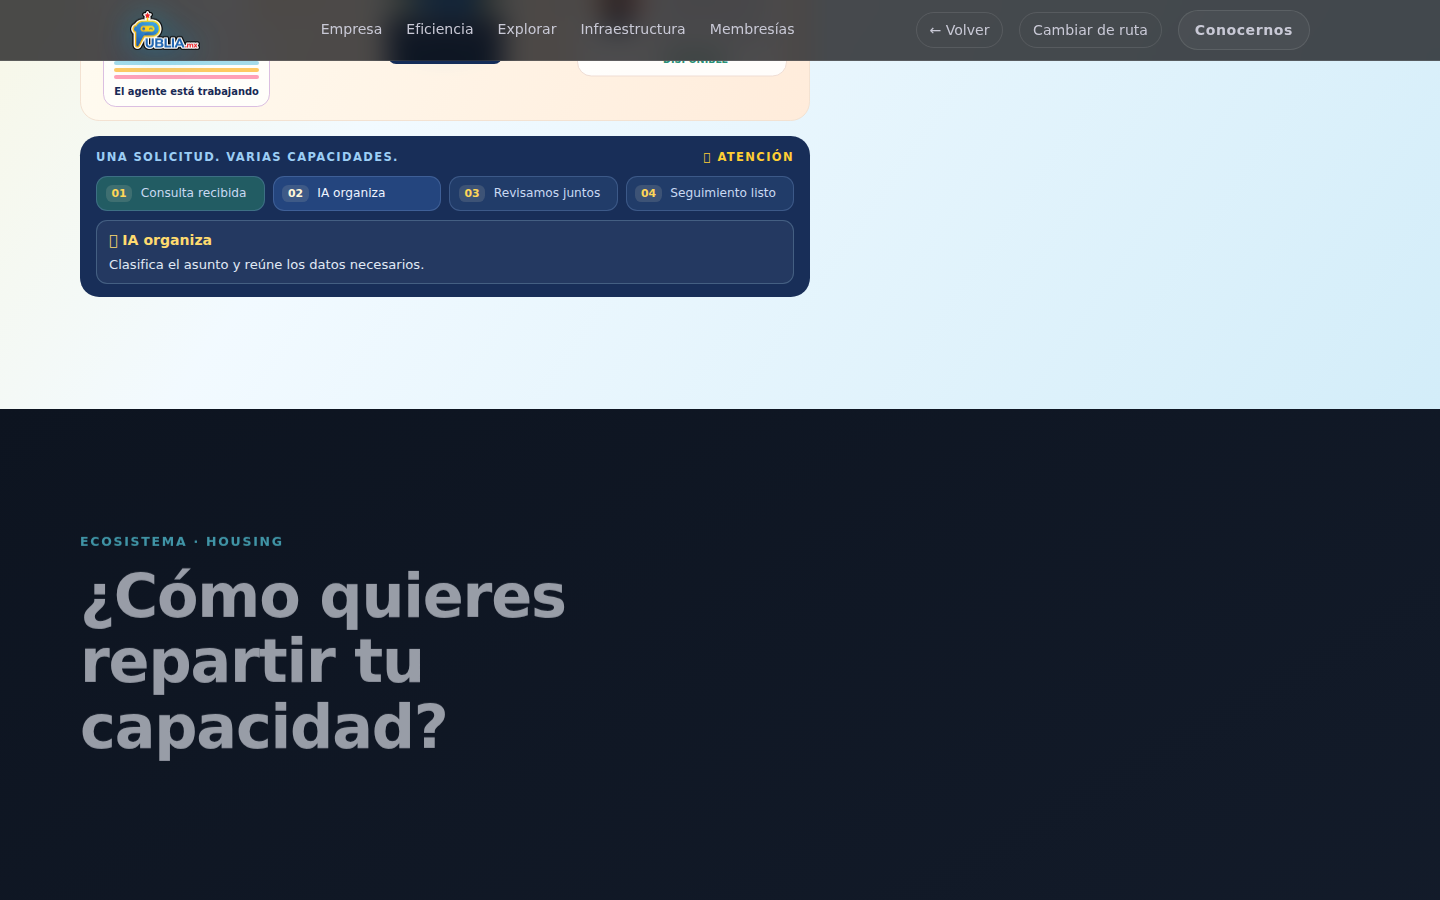 PUBLIA.mx
Empresa Eficiencia Explorar Infraestructura Membresías
← Volver Cambiar de ruta Conocernos
El agente está trabajando
UNA SOLICITUD. VARIAS CAPACIDADES.
ATENCIÓN
01 Consulta recibida
02 IA organiza
03 Revisamos juntos
04 Seguimiento listo
IA organiza
Clasifica el asunto y reúne los datos necesarios.
ECOSISTEMA · HOUSING
¿Cómo quieres
repartir tu
capacidad?